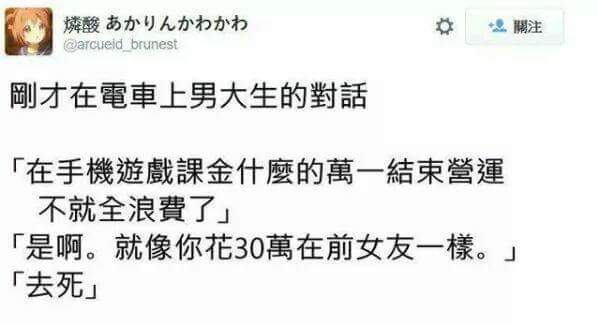 燐酸 あかりんかわかわ
@arcueid_brunest
關注
剛才在電車上男大生的對話
「在手機遊戲課金什麼的萬一結束營運
不就全浪費了」
「是啊。就像你花30萬在前女友一樣。」
「去死」